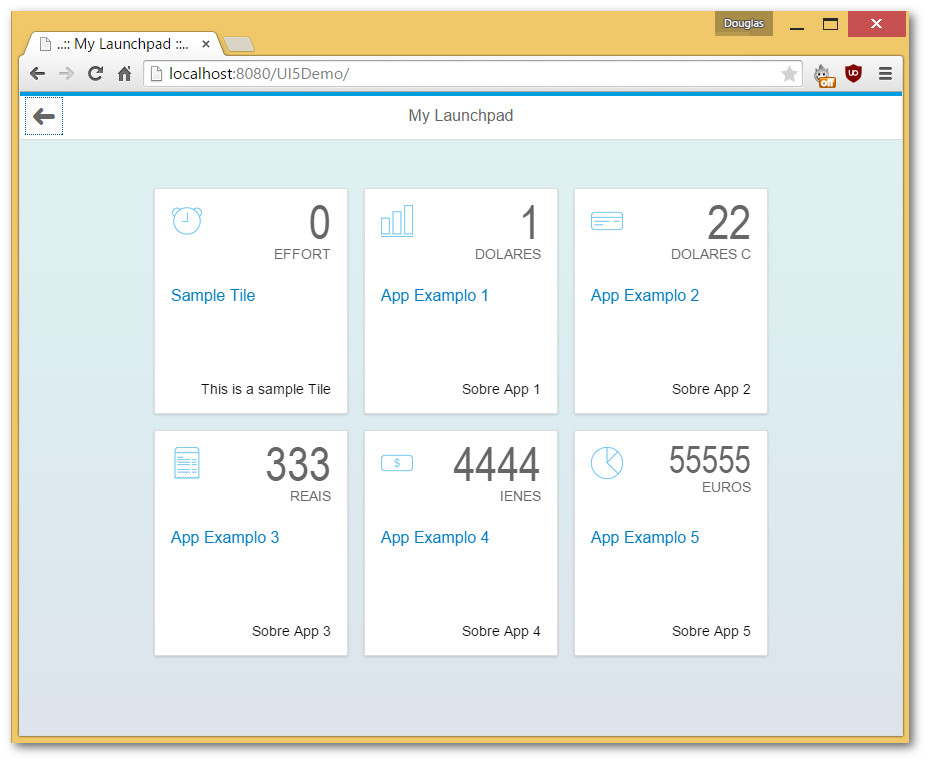 Douglas
..:: My Launchpad ::..
localhost:8080/UI5Demo/
off
My Launchpad
0
EFFORT
Sample Tile
This is a sample Tile
1
DOLARES
App Examplo 1
Sobre App 1
22
DOLARES C
App Examplo 2
Sobre App 2
333
REAIS
App Examplo 3
Sobre App 3
$
4444
IENES
App Examplo 4
Sobre App 4
55555
EUROS
App Examplo 5
Sobre App 5